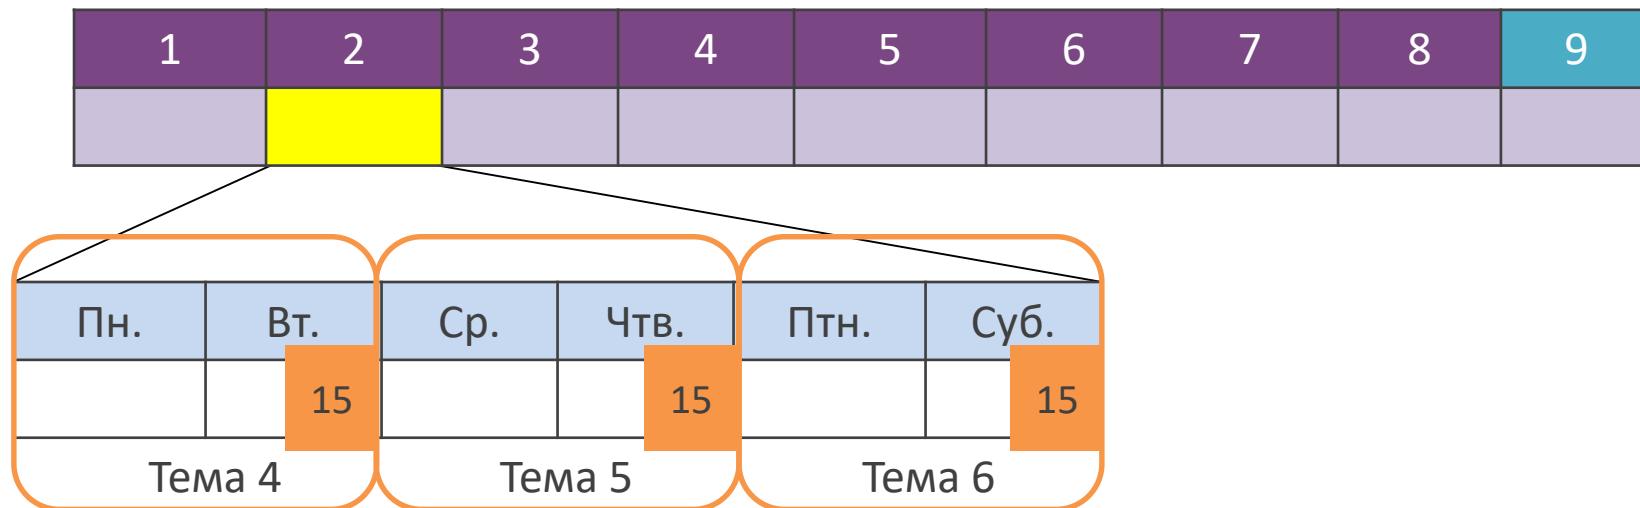 1 2 3 4 5 6 7 8 9
Пн. Вт. Ср. Чтв. Птн. Суб.
15 15 15
Тема 4 Тема 5 Тема 6